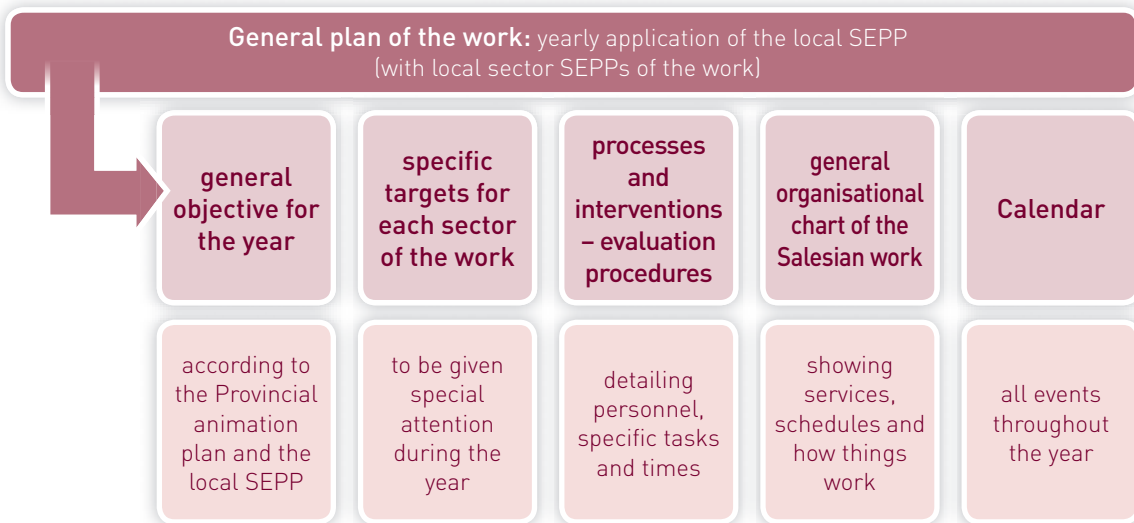 General plan of the work: yearly application of the local SEPP
(with local sector SEPPs of the work)
general
objective for
the year
specific
targets for
each sector
of the work
processes
and
interventions
– evaluation
procedures
general
organisational
chart of the
Salesian work
Calendar
according to
the Provincial
animation
plan and the
local SEPP
to be given
special
attention
during the
year
detailing
personnel,
specific tasks
and times
showing
services,
schedules and
how things
work
all events
throughout
the year